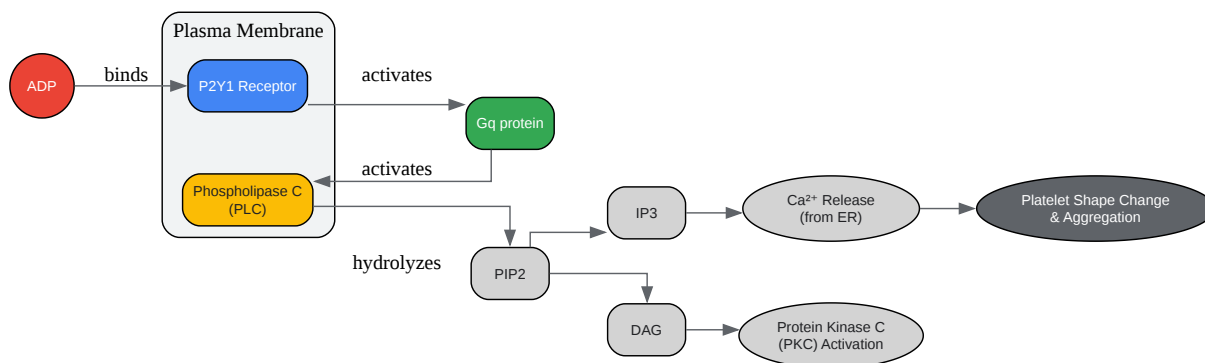 Plasma Membrane
ADP
binds
P2Y1 Receptor
activates
Gq protein
activates
Phospholipase C
(PLC)
hydrolyzes
PIP2
IP3
Ca²⁺ Release
(from ER)
Platelet Shape Change
& Aggregation
DAG
Protein Kinase C
(PKC) Activation